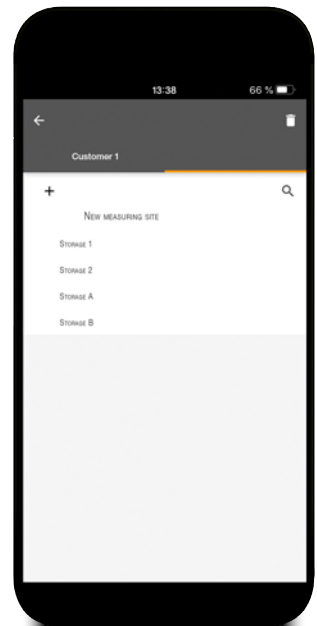 13:38 66 %
Customer 1
New measuring site
Storage 1
Storage 2
Storage A
Storage B